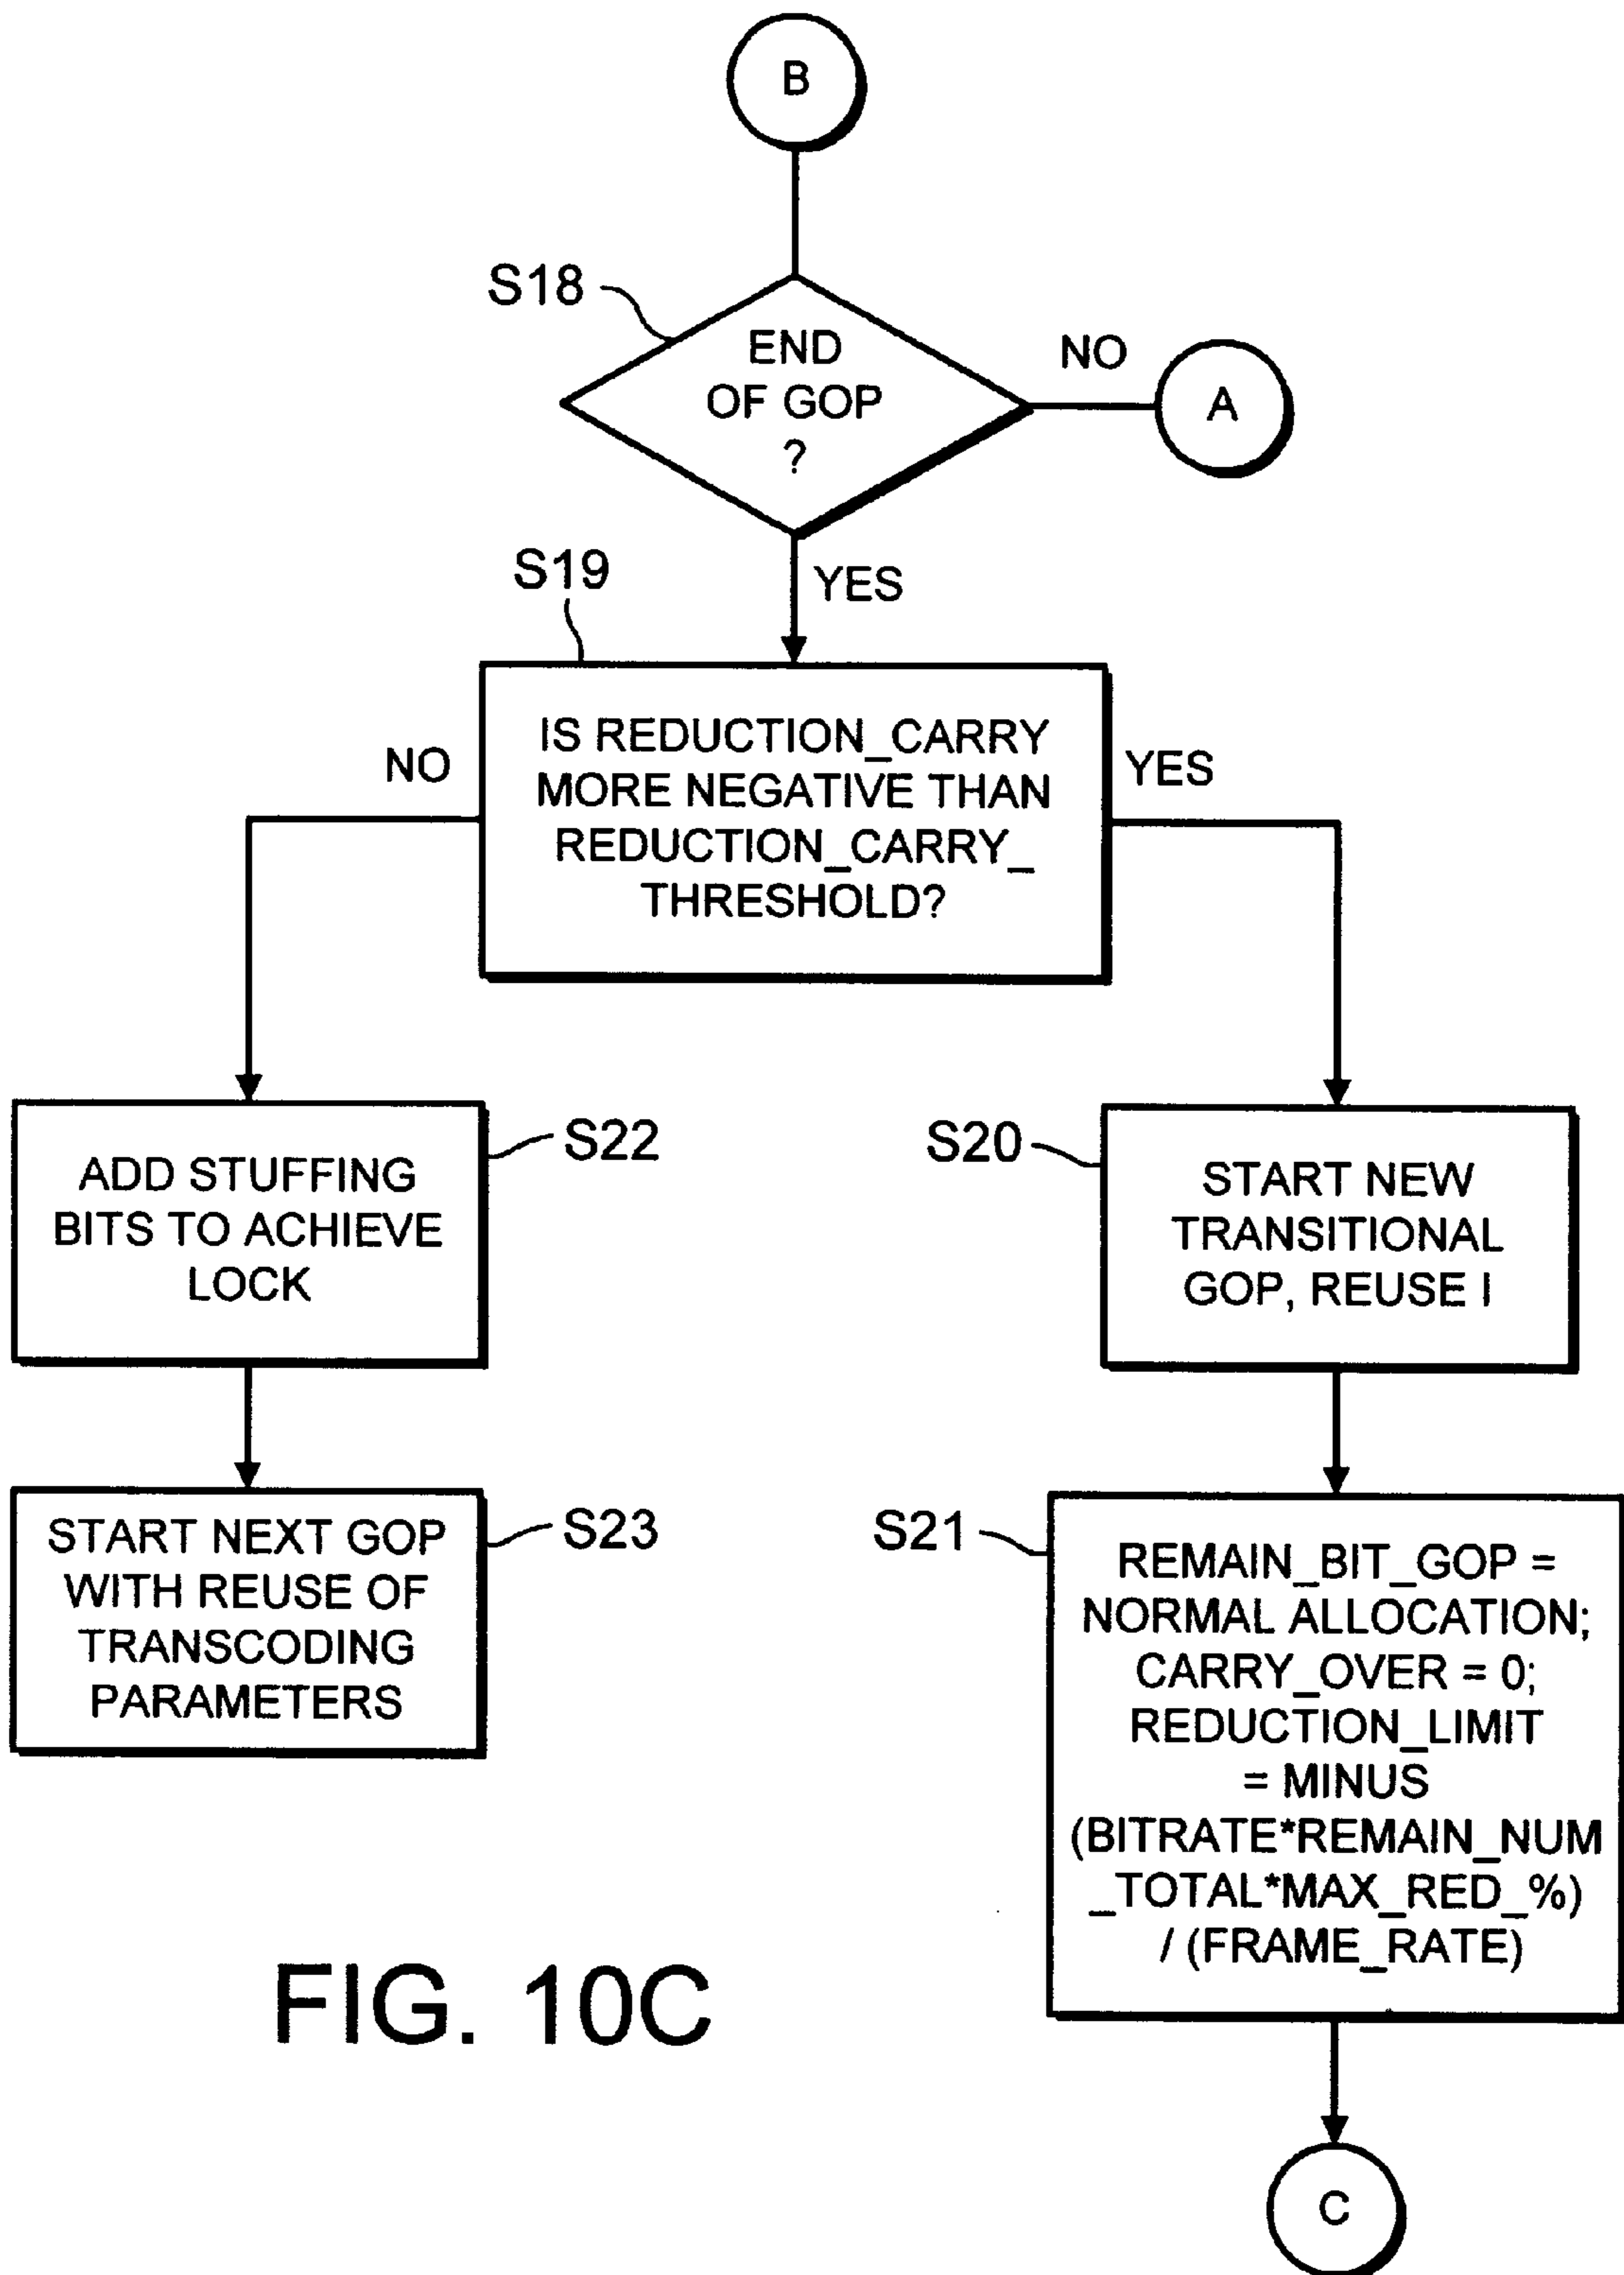 B
S18
END
OF GOP
?
NO
A
YES
S19
IS REDUCTION_CARRY
MORE NEGATIVE THAN
REDUCTION_CARRY_
THRESHOLD?
NO
YES
ADD STUFFING
BITS TO ACHIEVE
LOCK
S22
S20
START NEW
TRANSITIONAL
GOP, REUSE I
START NEXT GOP
WITH REUSE OF
TRANSCODING
PARAMETERS
S23
S21
REMAIN_BIT_GOP =
NORMAL ALLOCATION;
CARRY_OVER = 0;
REDUCTION_LIMIT
= MINUS
(BITRATE*REMAIN_NUM
_TOTAL*MAX_RED_%)
/ (FRAME_RATE)
FIG. 10C
C